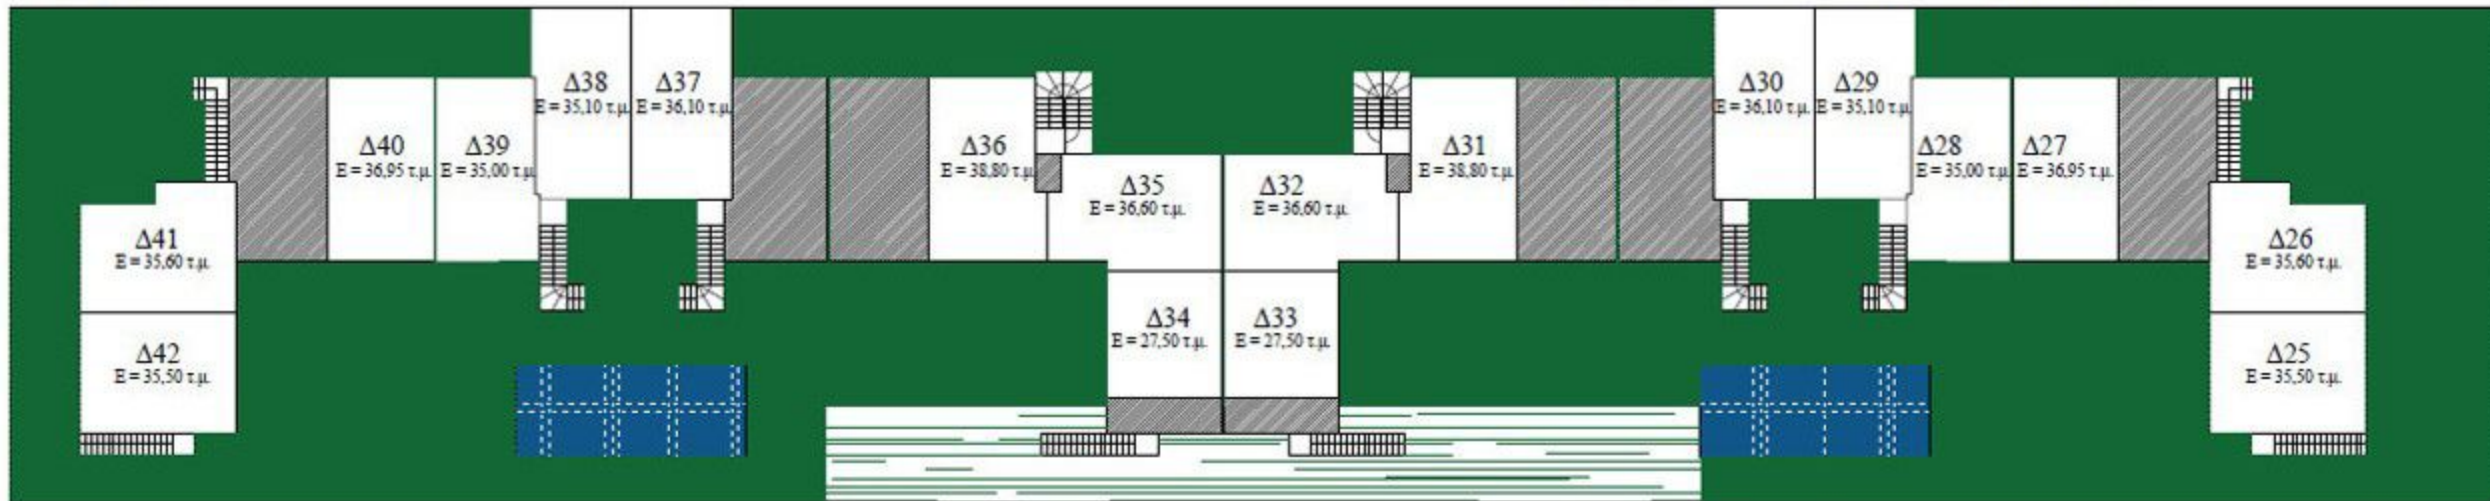 Δ38
E = 35,10 τ.μ.
Δ37
E = 36,10 τ.μ.
Δ30
E = 36,10 τ.μ.
Δ29
E = 35,10 τ.μ.
Δ40
E = 36,95 τ.μ.
Δ39
E = 35,00 τ.μ.
Δ36
E = 38,80 τ.μ.
Δ31
E = 38,80 τ.μ.
Δ28
E = 35,00 τ.μ.
Δ27
E = 36,95 τ.μ.
Δ35
E = 36,60 τ.μ.
Δ32
E = 36,60 τ.μ.
Δ41
E = 35,60 τ.μ.
Δ26
E = 35,60 τ.μ.
Δ34
E = 27,50 τ.μ.
Δ33
E = 27,50 τ.μ.
Δ42
E = 35,50 τ.μ.
Δ25
E = 35,50 τ.μ.